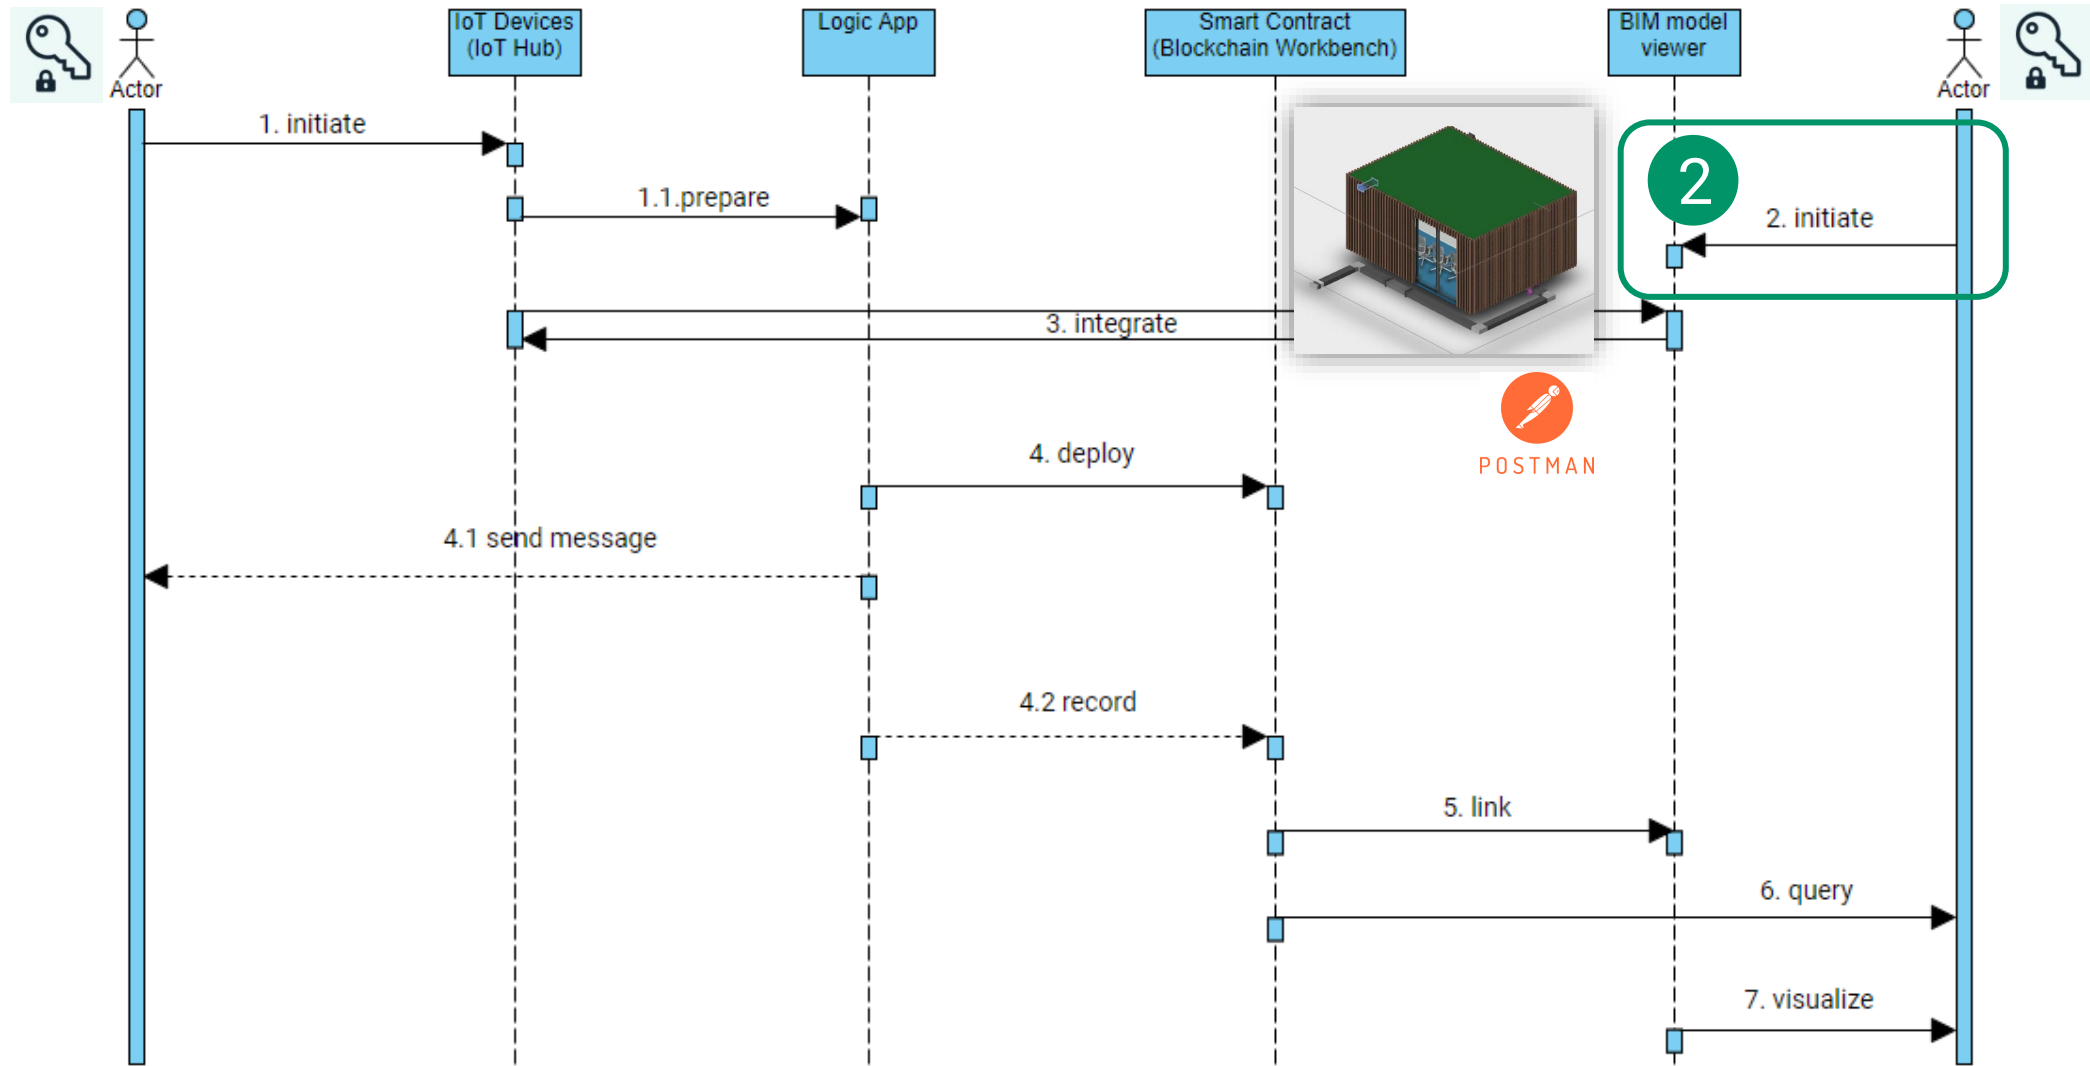 IoT Devices
(IoT Hub)
Logic App
Smart Contract
(Blockchain Workbench)
BIM model
viewer
Actor
Actor
1. initiate
2
1.1.prepare
2. initiate
3. integrate
POSTMAN
4. deploy
4.1 send message
4.2 record
5. link
6. query
7. visualize